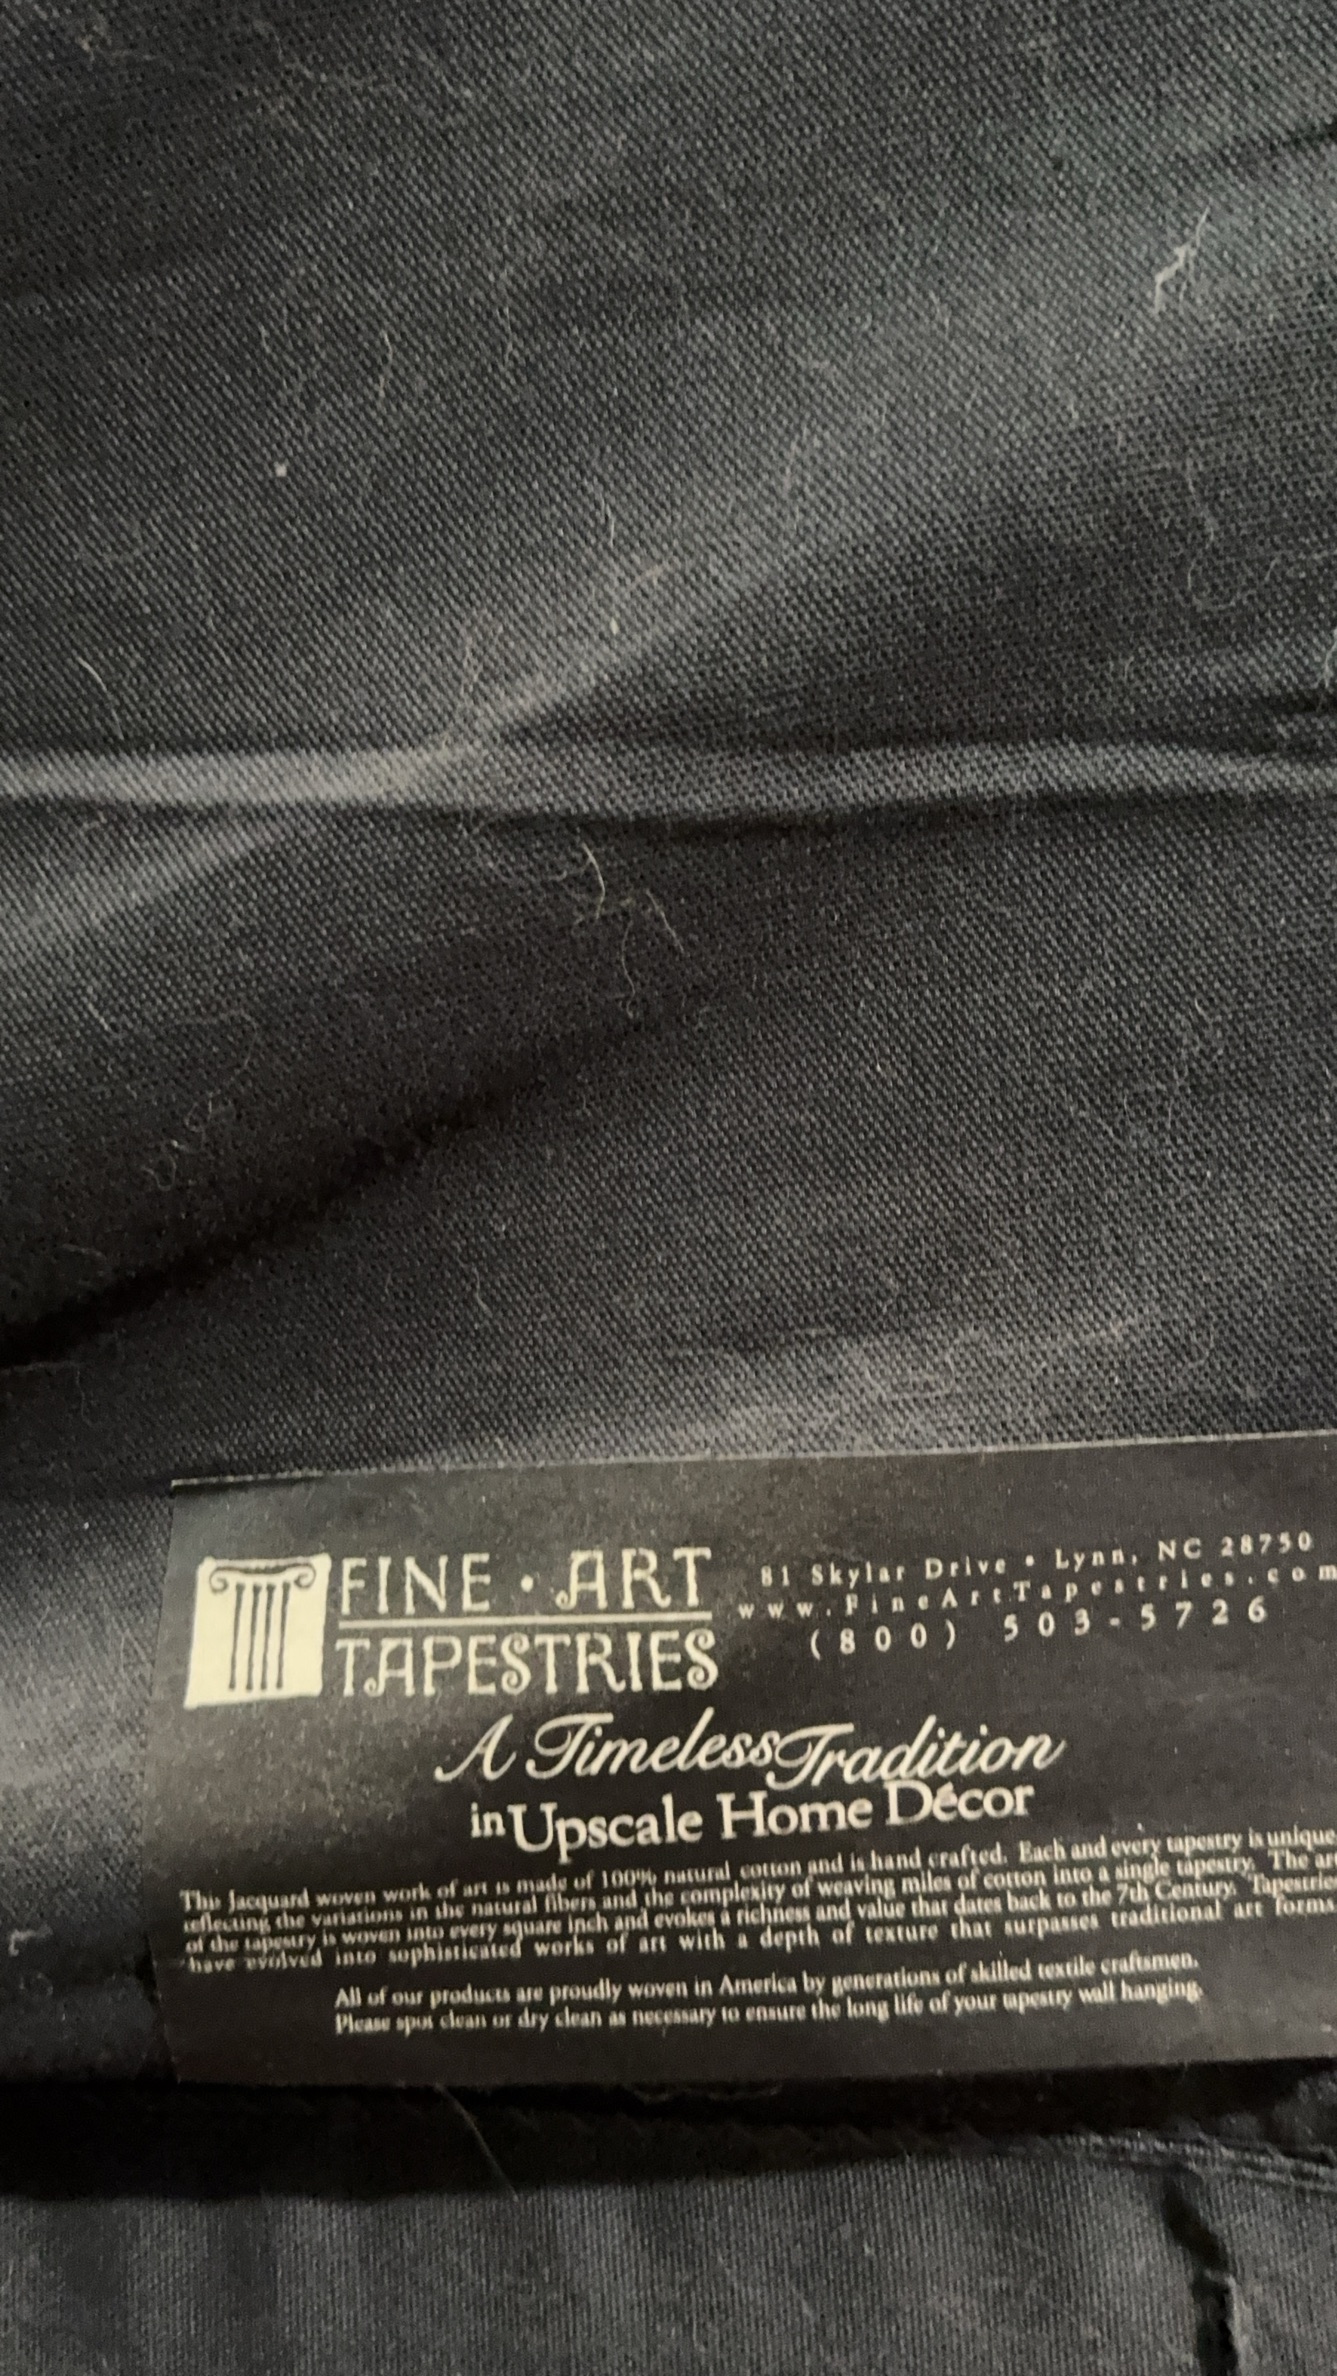 FINE · ART
TAPESTRIES
81 Skylar Drive • Lynn, NC 28750
www.FineArtTapestries.com
(800) 503-5726
A Timeless Tradition
in Upscale Home Décor
This Jacquard woven work of art is made of 100% natural cotton and is hand crafted. Each and every tapestry is unique
reflecting the variations in the natural fibers and the complexity of weaving miles of cotton into a single tapestry. The
of the tapestry is woven into every square inch and evokes a richness and value that dates back to the 7th Century.
have evolved into sophisticated works of art with a depth of texture that surpasses traditional art
All of our products are proudly woven in America by generations of skilled textile craftsmen.
Please spot clean or dry clean as necessary to ensure the long life of your tapestry wall hanging.